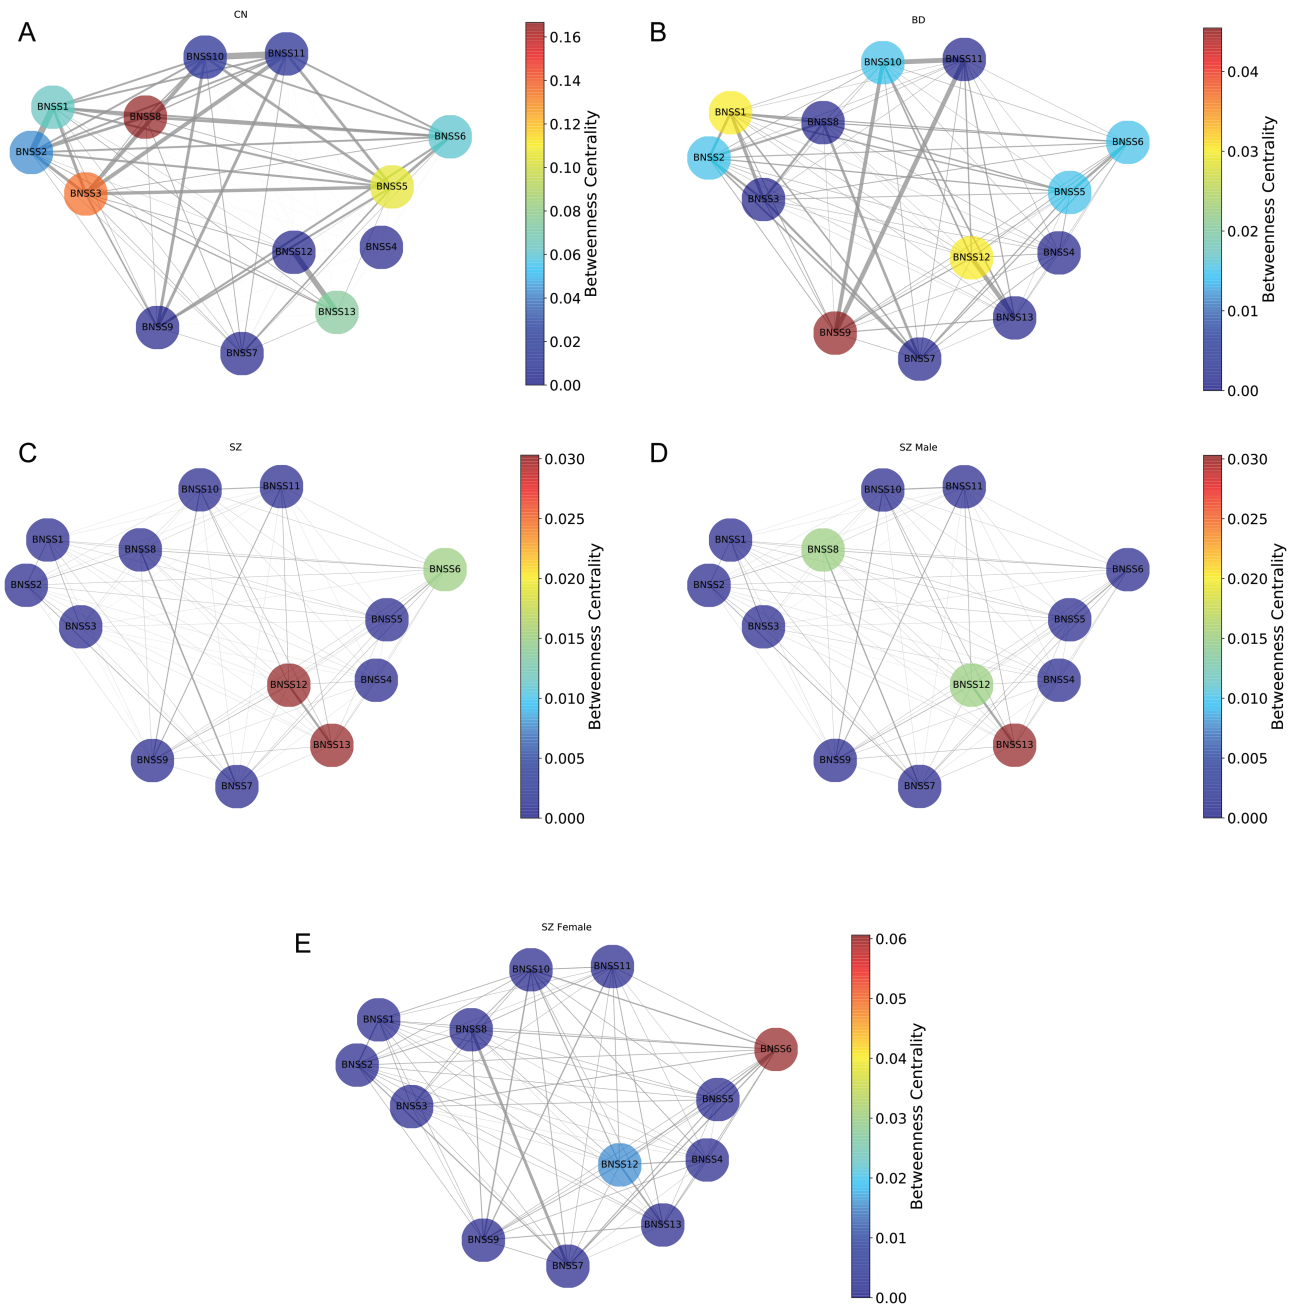 A
CN
BNSS10
BNSS11
BNSS1
BNSS8
BNSS2
BNSS6
BNSS3
BNSS5
BNSS12
BNSS4
BNSS13
BNSS9
BNSS7
0.16
0.14
0.12
0.10
0.08
0.06
0.04
0.02
0.00
Betweenness Centrality
B
BD
BNSS10
BNSS11
BNSS1
BNSS8
BNSS2
BNSS6
BNSS3
BNSS5
BNSS12
BNSS4
BNSS13
BNSS9
BNSS7
0.04
0.03
0.02
0.01
0.00
Betweenness Centrality
C
SZ
BNSS10
BNSS11
BNSS1
BNSS8
BNSS2
BNSS6
BNSS3
BNSS5
BNSS12
BNSS4
BNSS13
BNSS9
BNSS7
0.030
0.025
0.020
0.015
0.010
0.005
0.000
Betweenness Centrality
D
SZ Male
BNSS10
BNSS11
BNSS1
BNSS8
BNSS2
BNSS6
BNSS3
BNSS5
BNSS12
BNSS4
BNSS13
BNSS9
BNSS7
0.030
0.025
0.020
0.015
0.010
0.005
0.000
Betweenness Centrality
E
SZ Female
BNSS10
BNSS11
BNSS1
BNSS8
BNSS2
BNSS6
BNSS3
BNSS5
BNSS12
BNSS4
BNSS13
BNSS9
BNSS7
0.06
0.05
0.04
0.03
0.02
0.01
0.00
Betweenness Centrality